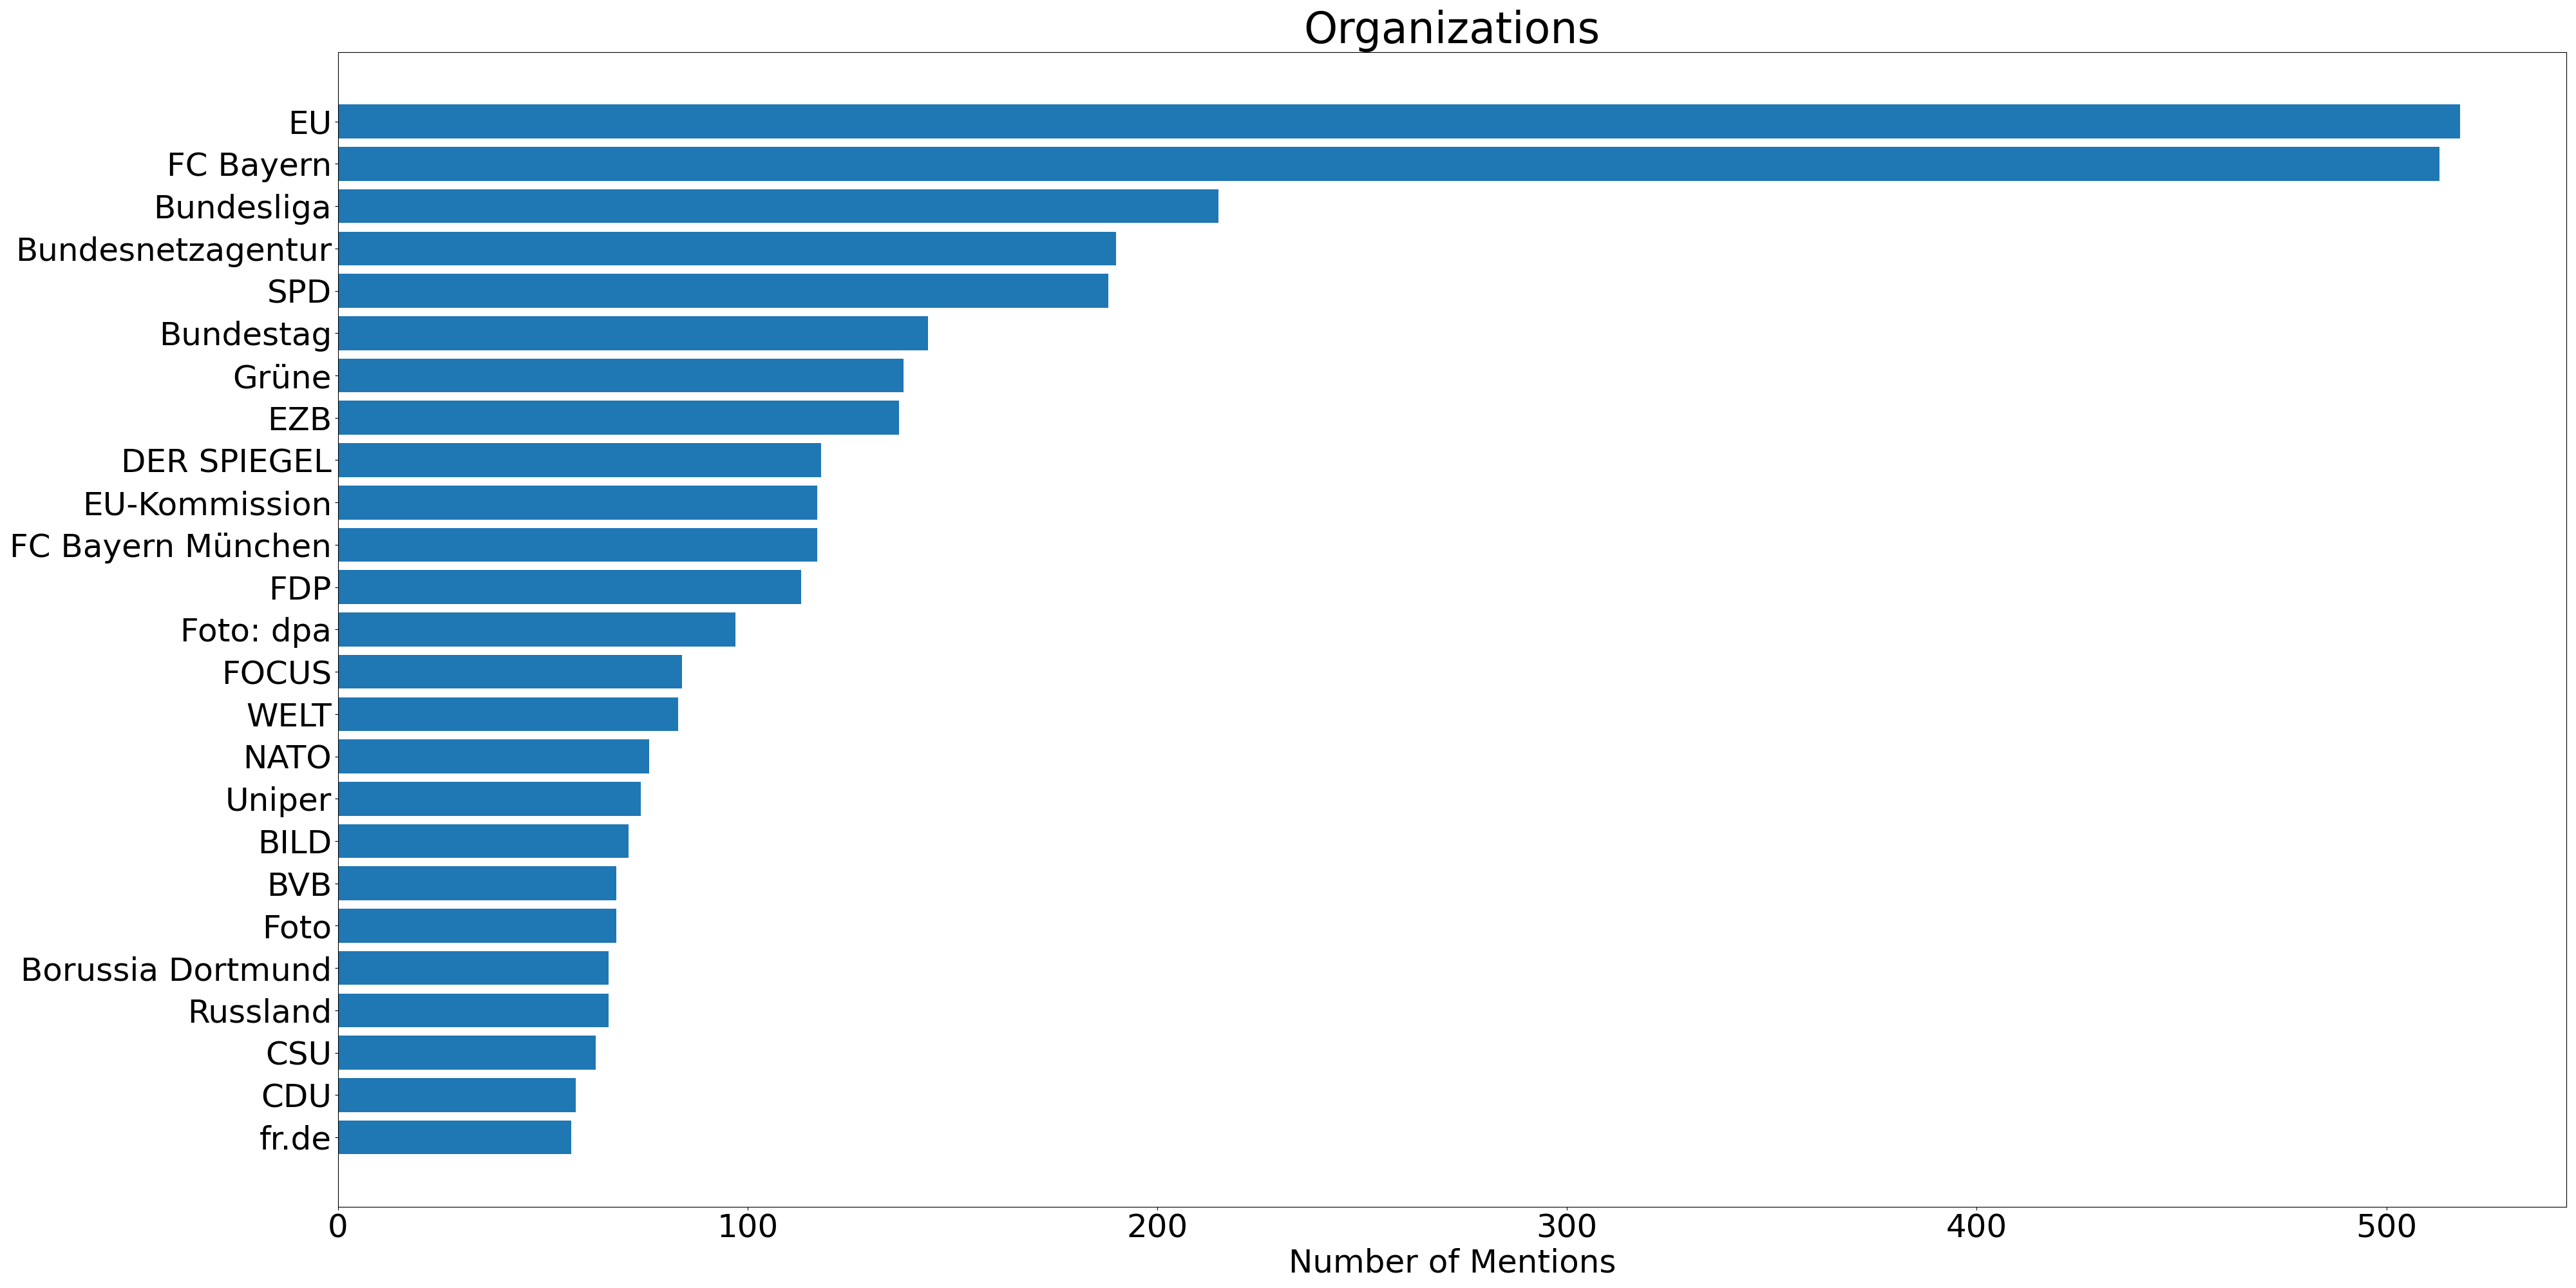 Organizations
EU
FC Bayern
Bundesliga
Bundesnetzagentur
SPD
Bundestag
Grüne
EZB
DER SPIEGEL
EU-Kommission
FC Bayern München
FDP
Foto: dpa
FOCUS
WELT
NATO
Uniper
BILD
BVB
Foto
Borussia Dortmund
Russland
CSU
CDU
fr.de
0 100 200 300 400 500
Number of Mentions